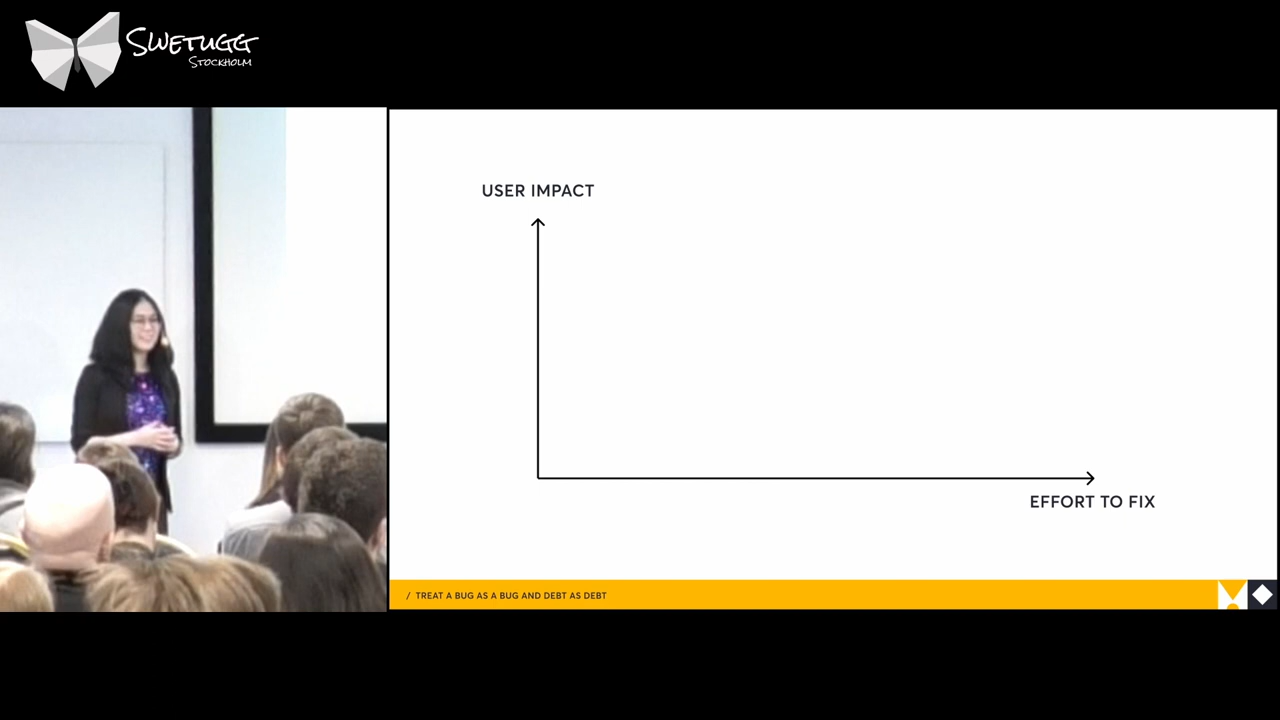 SWETUGG
STOCKHOLM
USER IMPACT
EFFORT TO FIX
/ TREAT A BUG AS A BUG AND DEBT AS DEBT